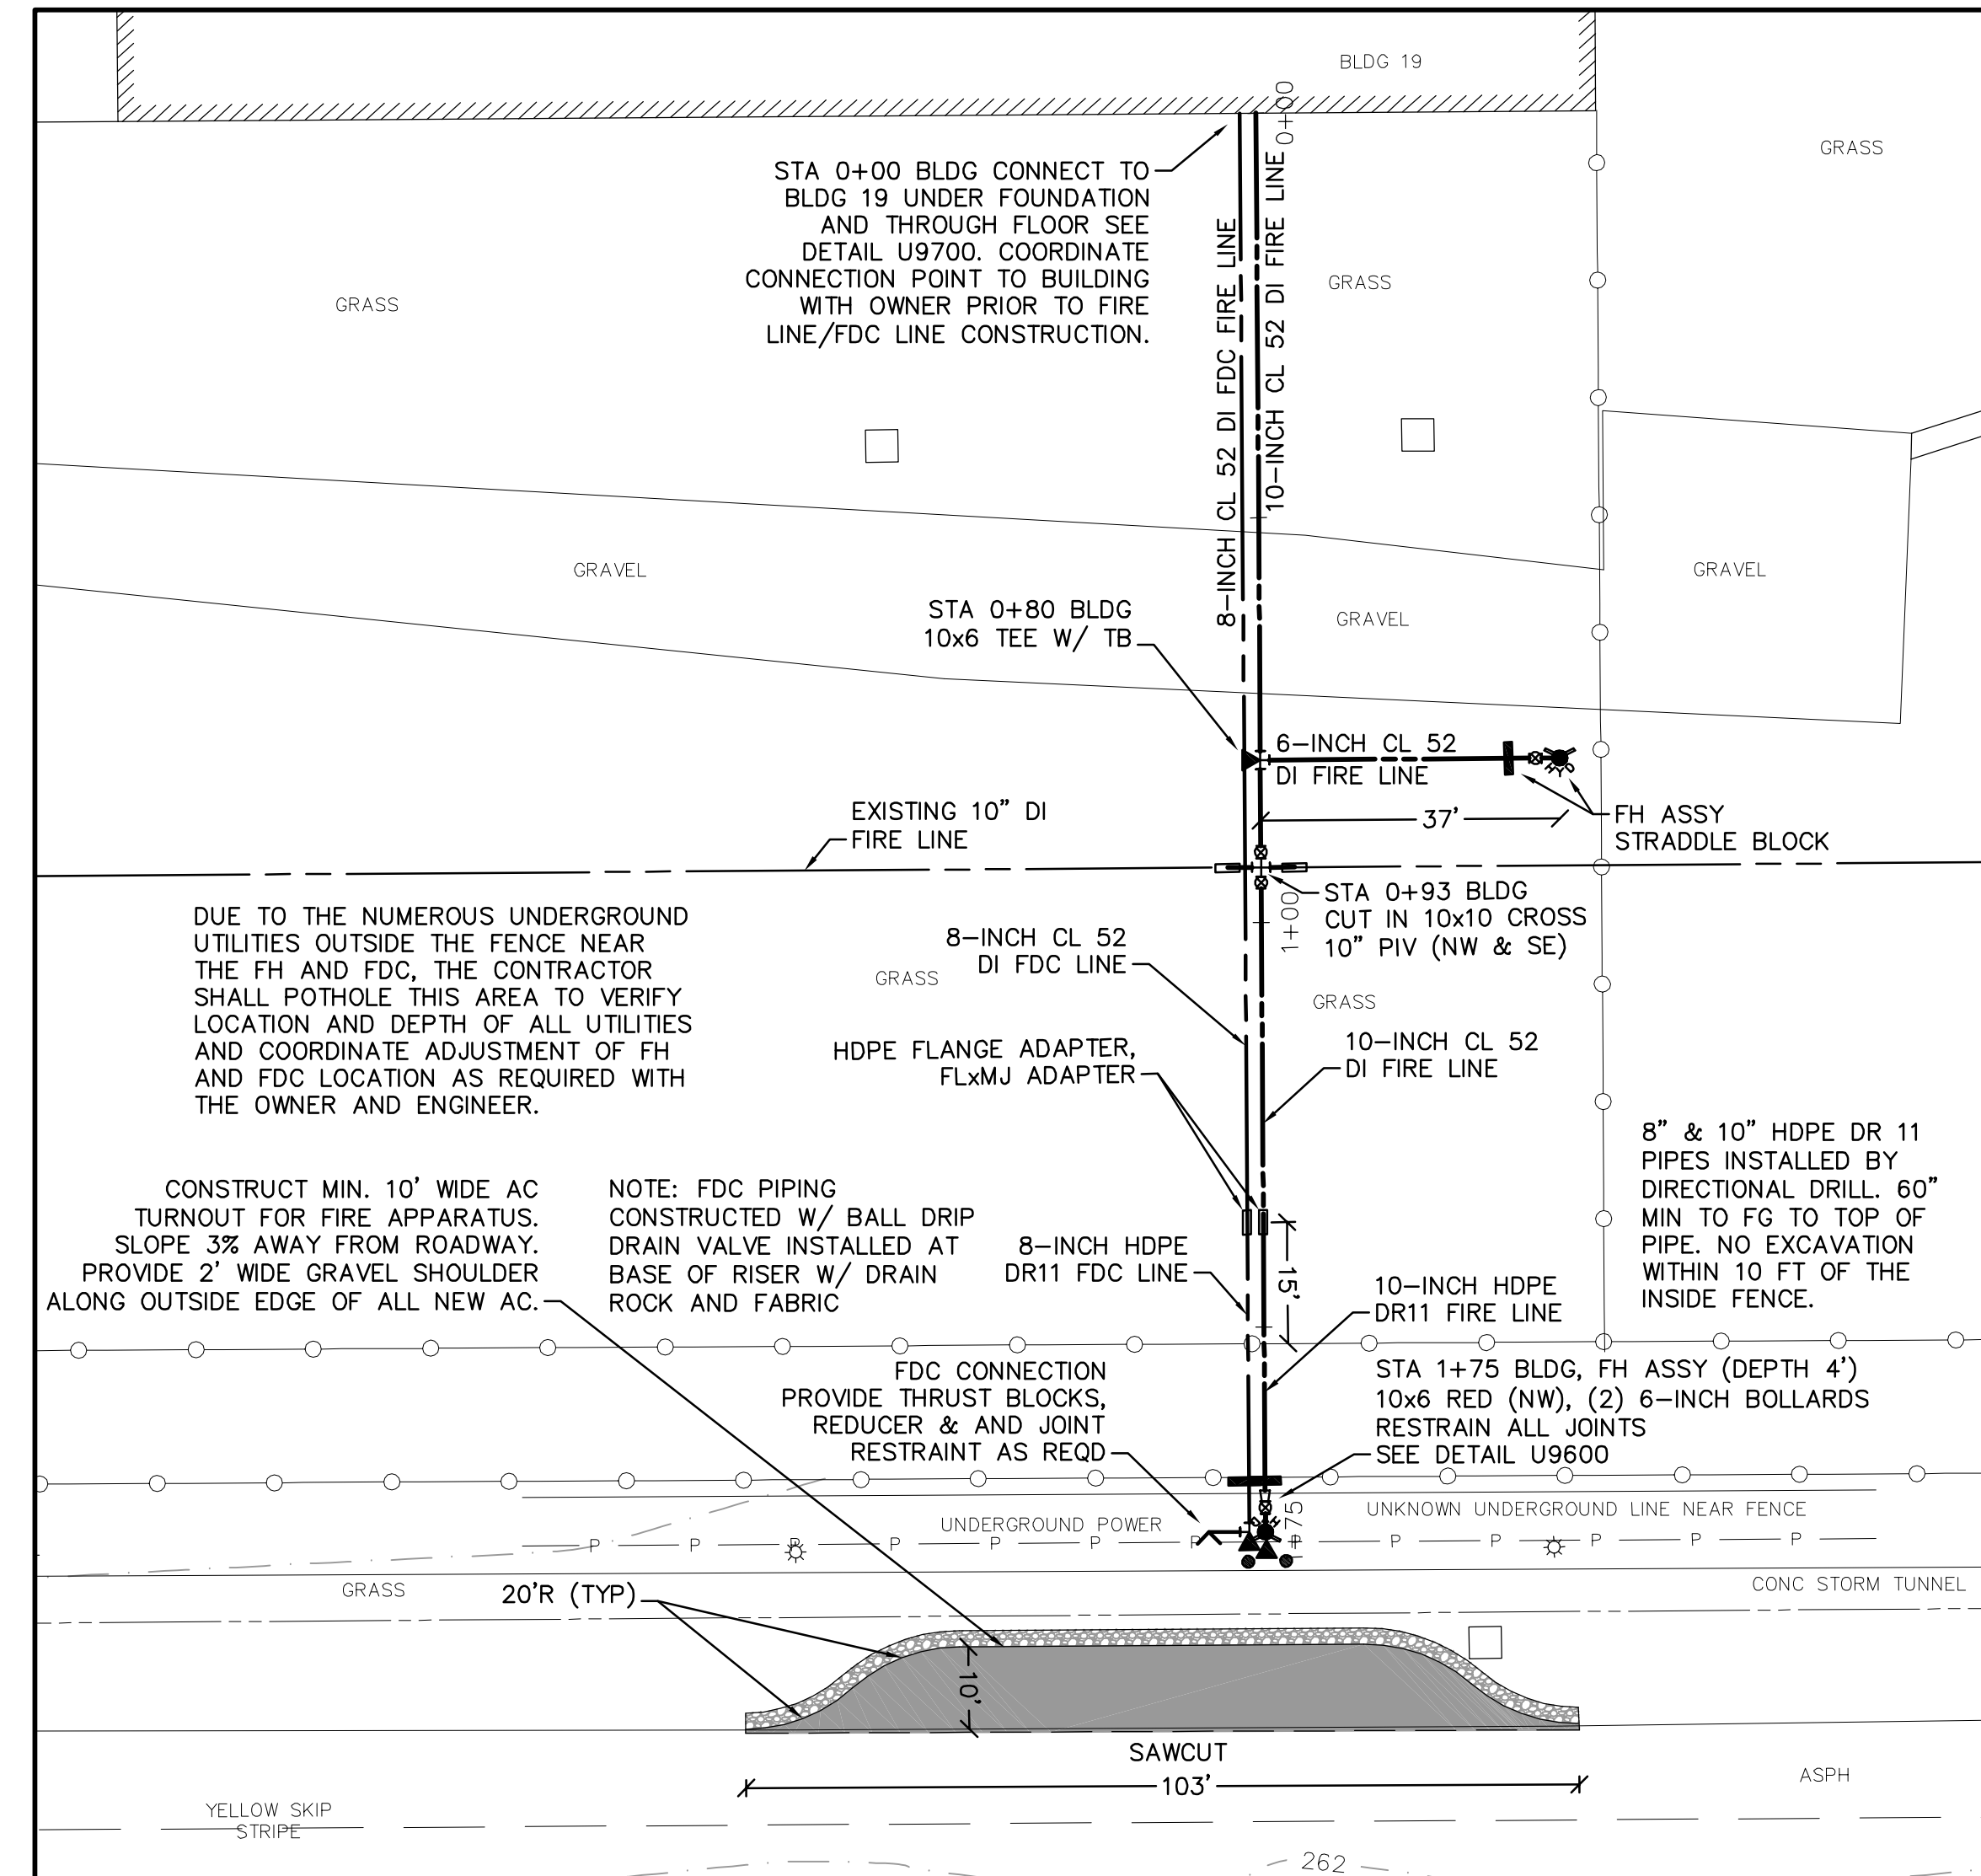 BLDG 19
0+00
GRASS
STA 0+00 BLDG CONNECT TO
BLDG 19 UNDER FOUNDATION
AND THROUGH FLOOR SEE
DETAIL U9700. COORDINATE
CONNECTION POINT TO BUILDING
WITH OWNER PRIOR TO FIRE
LINE/FDC LINE CONSTRUCTION.
8-INCH CL 52 DI FDC FIRE LINE
10-INCH CL 52 DI FIRE LINE
GRASS
GRASS
GRAVEL
GRAVEL
GRAVEL
STA 0+80 BLDG
10x6 TEE W/ TB
6-INCH CL 52
DI FIRE LINE
HYD
37'
FH ASSY
STRADDLE BLOCK
EXISTING 10" DI
FIRE LINE
STA 0+93 BLDG
CUT IN 10x10 CROSS
10" PIV (NW & SE)
1+00
DUE TO THE NUMEROUS UNDERGROUND
UTILITIES OUTSIDE THE FENCE NEAR
THE FH AND FDC, THE CONTRACTOR
SHALL POTHOLE THIS AREA TO VERIFY
LOCATION AND DEPTH OF ALL UTILITIES
AND COORDINATE ADJUSTMENT OF FH
AND FDC LOCATION AS REQUIRED WITH
THE OWNER AND ENGINEER.
8-INCH CL 52
DI FDC LINE
GRASS
GRASS
HDPE FLANGE ADAPTER,
FLxMJ ADAPTER
10-INCH CL 52
DI FIRE LINE
8" & 10" HDPE DR 11
PIPES INSTALLED BY
DIRECTIONAL DRILL. 60"
MIN TO FG TO TOP OF
PIPE. NO EXCAVATION
WITHIN 10 FT OF THE
INSIDE FENCE.
CONSTRUCT MIN. 10' WIDE AC
TURNOUT FOR FIRE APPARATUS.
SLOPE 3% AWAY FROM ROADWAY.
PROVIDE 2' WIDE GRAVEL SHOULDER
ALONG OUTSIDE EDGE OF ALL NEW AC.
NOTE: FDC PIPING
CONSTRUCTED W/ BALL DRIP
DRAIN VALVE INSTALLED AT
BASE OF RISER W/ DRAIN
ROCK AND FABRIC
8-INCH HDPE
DR11 FDC LINE
15'
10-INCH HDPE
DR11 FIRE LINE
FDC CONNECTION
PROVIDE THRUST BLOCKS,
REDUCER & AND JOINT
RESTRAINT AS REQD
STA 1+75 BLDG, FH ASSY (DEPTH 4')
10x6 RED (NW), (2) 6-INCH BOLLARDS
RESTRAIN ALL JOINTS
SEE DETAIL U9600
UNDERGROUND POWER
UNKNOWN UNDERGROUND LINE NEAR FENCE
P P P P P P P P P P P P P
GRASS
20'R (TYP)
CONC STORM TUNNEL
10'
SAWCUT
103'
ASPH
YELLOW SKIP
STRIPE
262